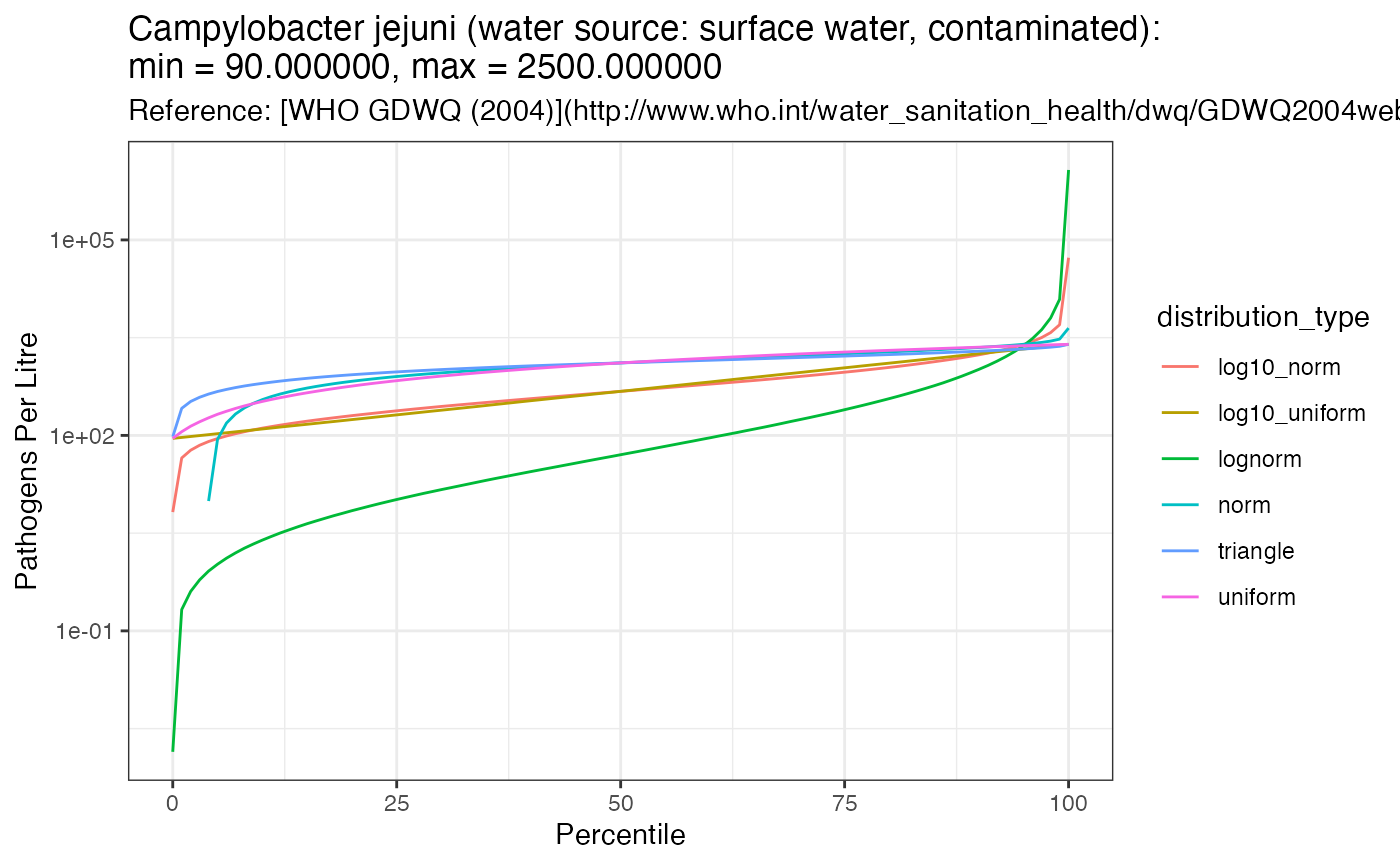 Campylobacter jejuni (water source: surface water, contaminated):
min = 90.000000, max = 2500.000000
Reference: [WHO GDWQ (2004)](http://www.who.int/water_sanitation_health/dwq/GDWQ2004web
Pathogens Per Litre
1e+05
1e+02
1e-01
0 25 50 75 100
Percentile
distribution_type
log10_norm
log10_uniform
lognorm
norm
triangle
uniform